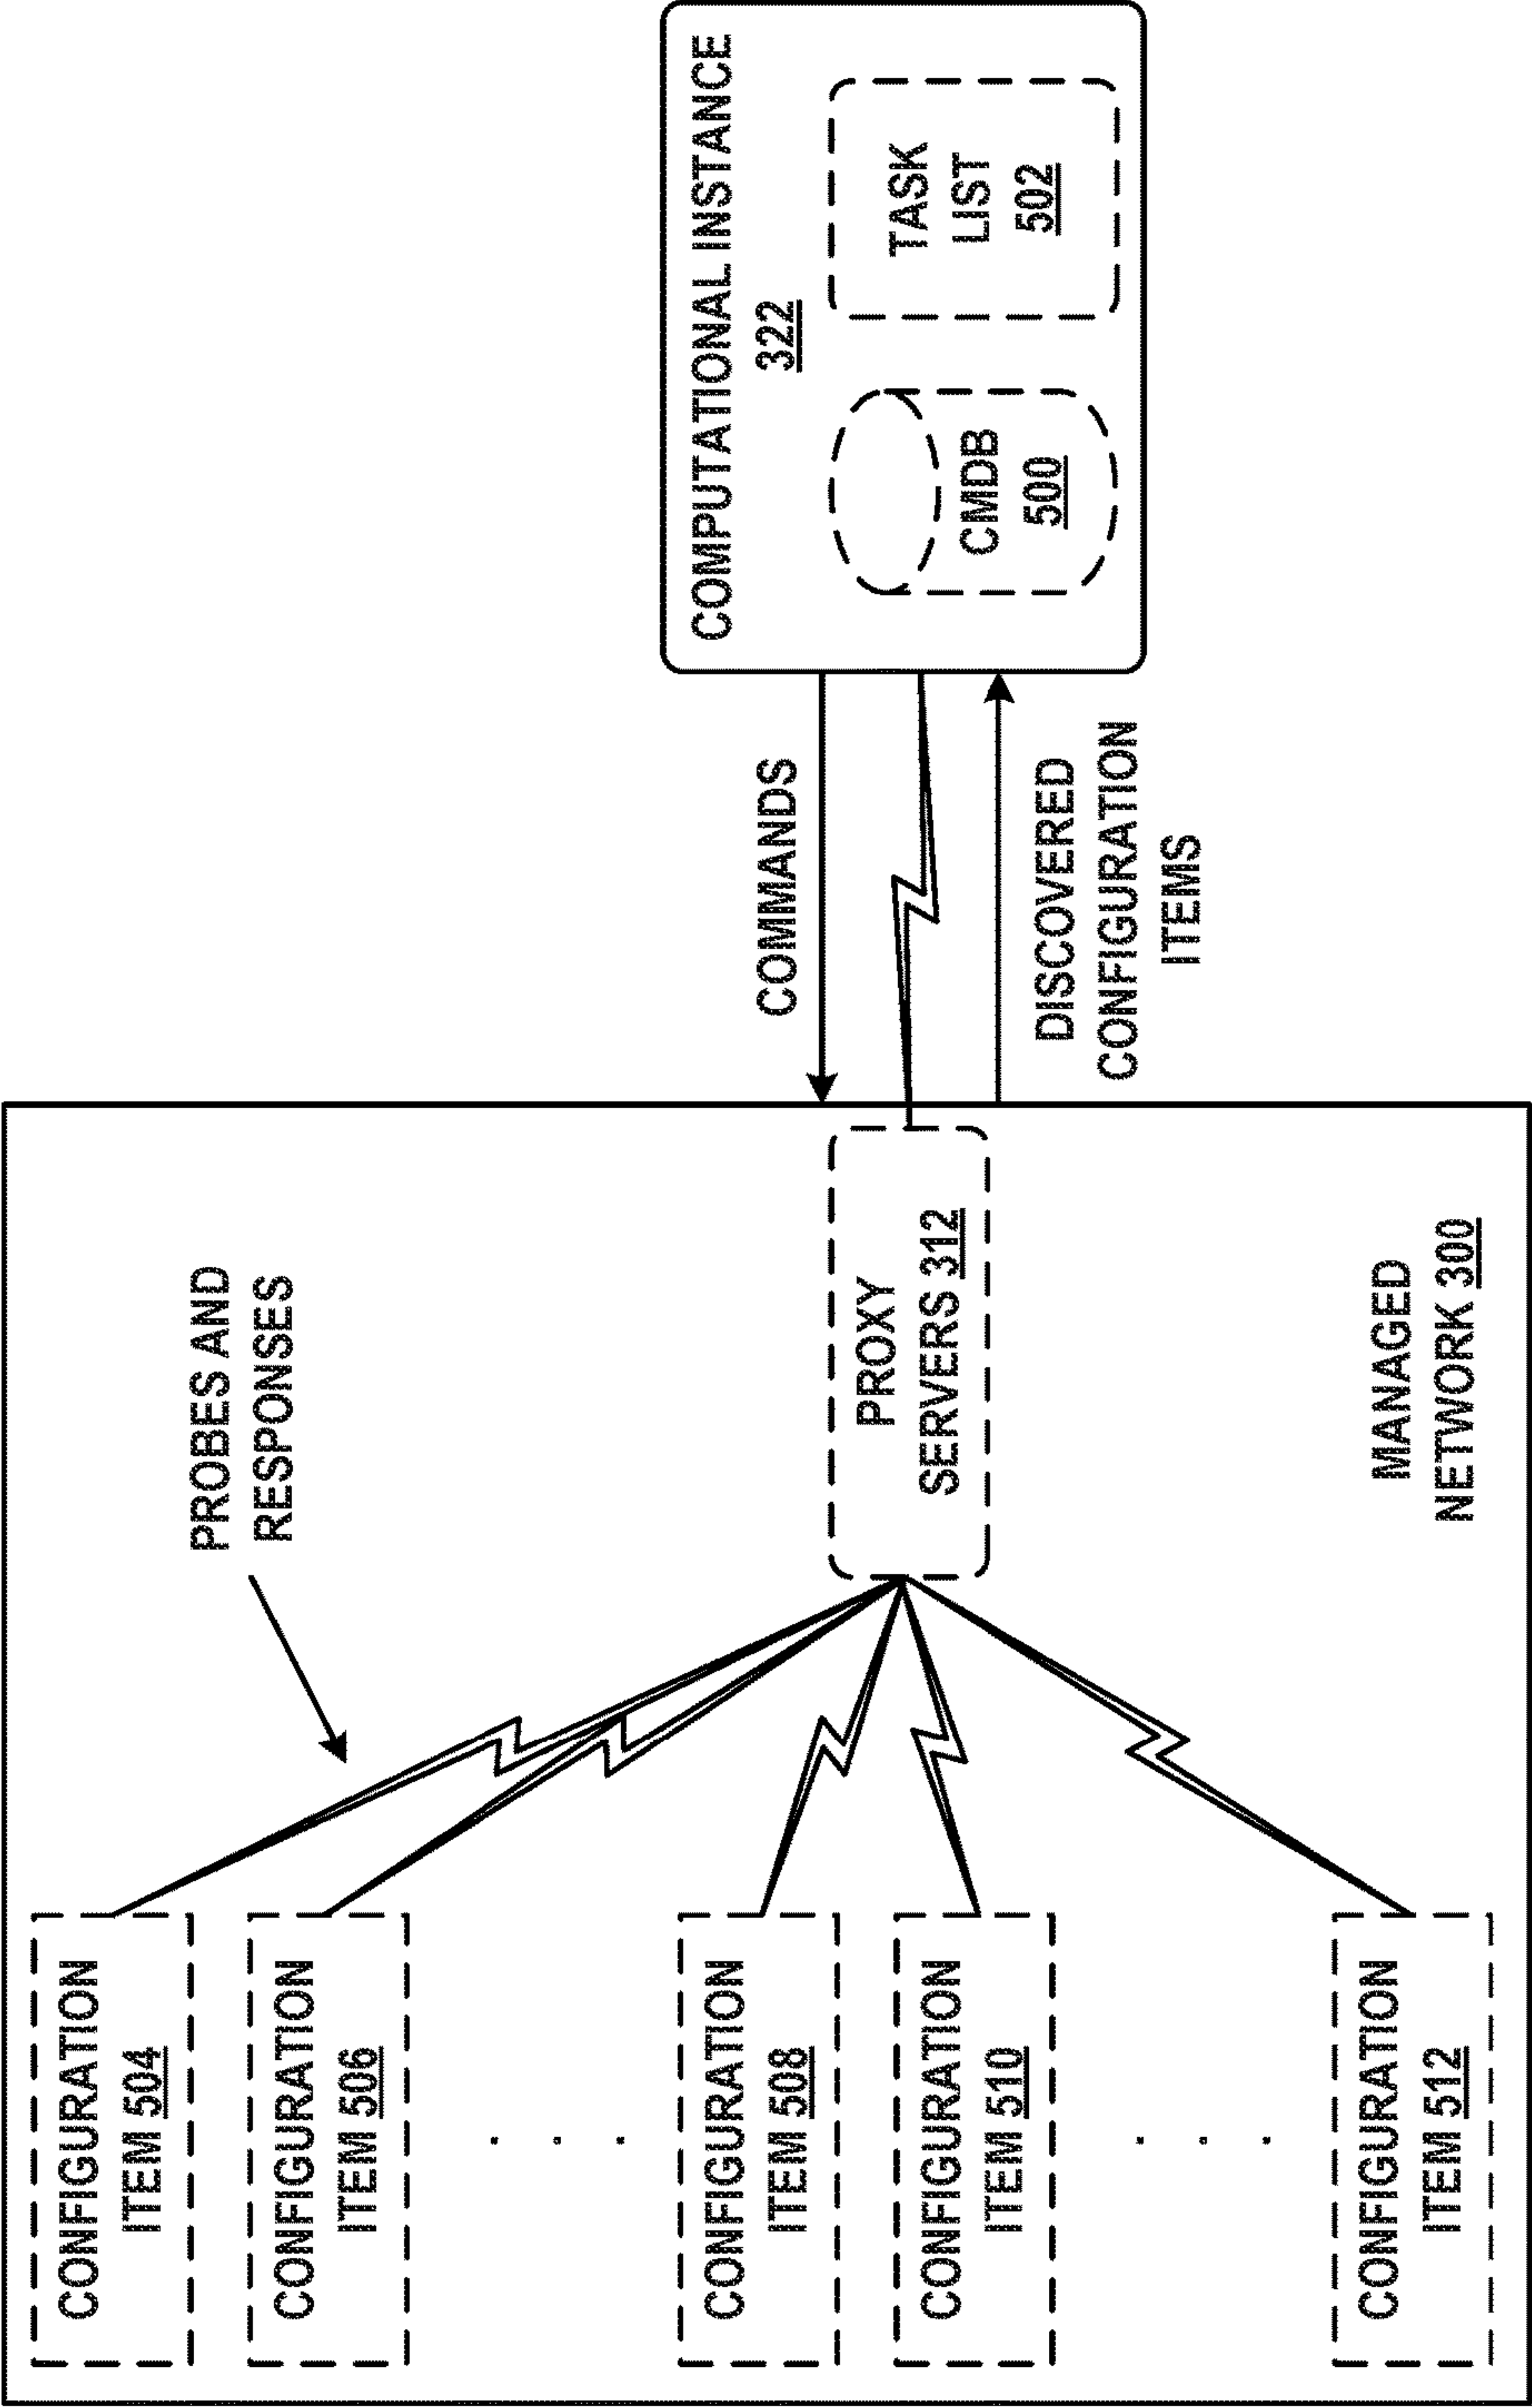 CONFIGURATION
ITEM 504
CONFIGURATION
ITEM 506
. . .
CONFIGURATION
ITEM 508
CONFIGURATION
ITEM 510
. . .
CONFIGURATION
ITEM 512
PROBES AND
RESPONSES
PROXY
SERVERS 312
MANAGED
NETWORK 300
COMMANDS
DISCOVERED
CONFIGURATION
ITEMS
COMPUTATIONAL INSTANCE
322
CMDB
500
TASK
LIST
502